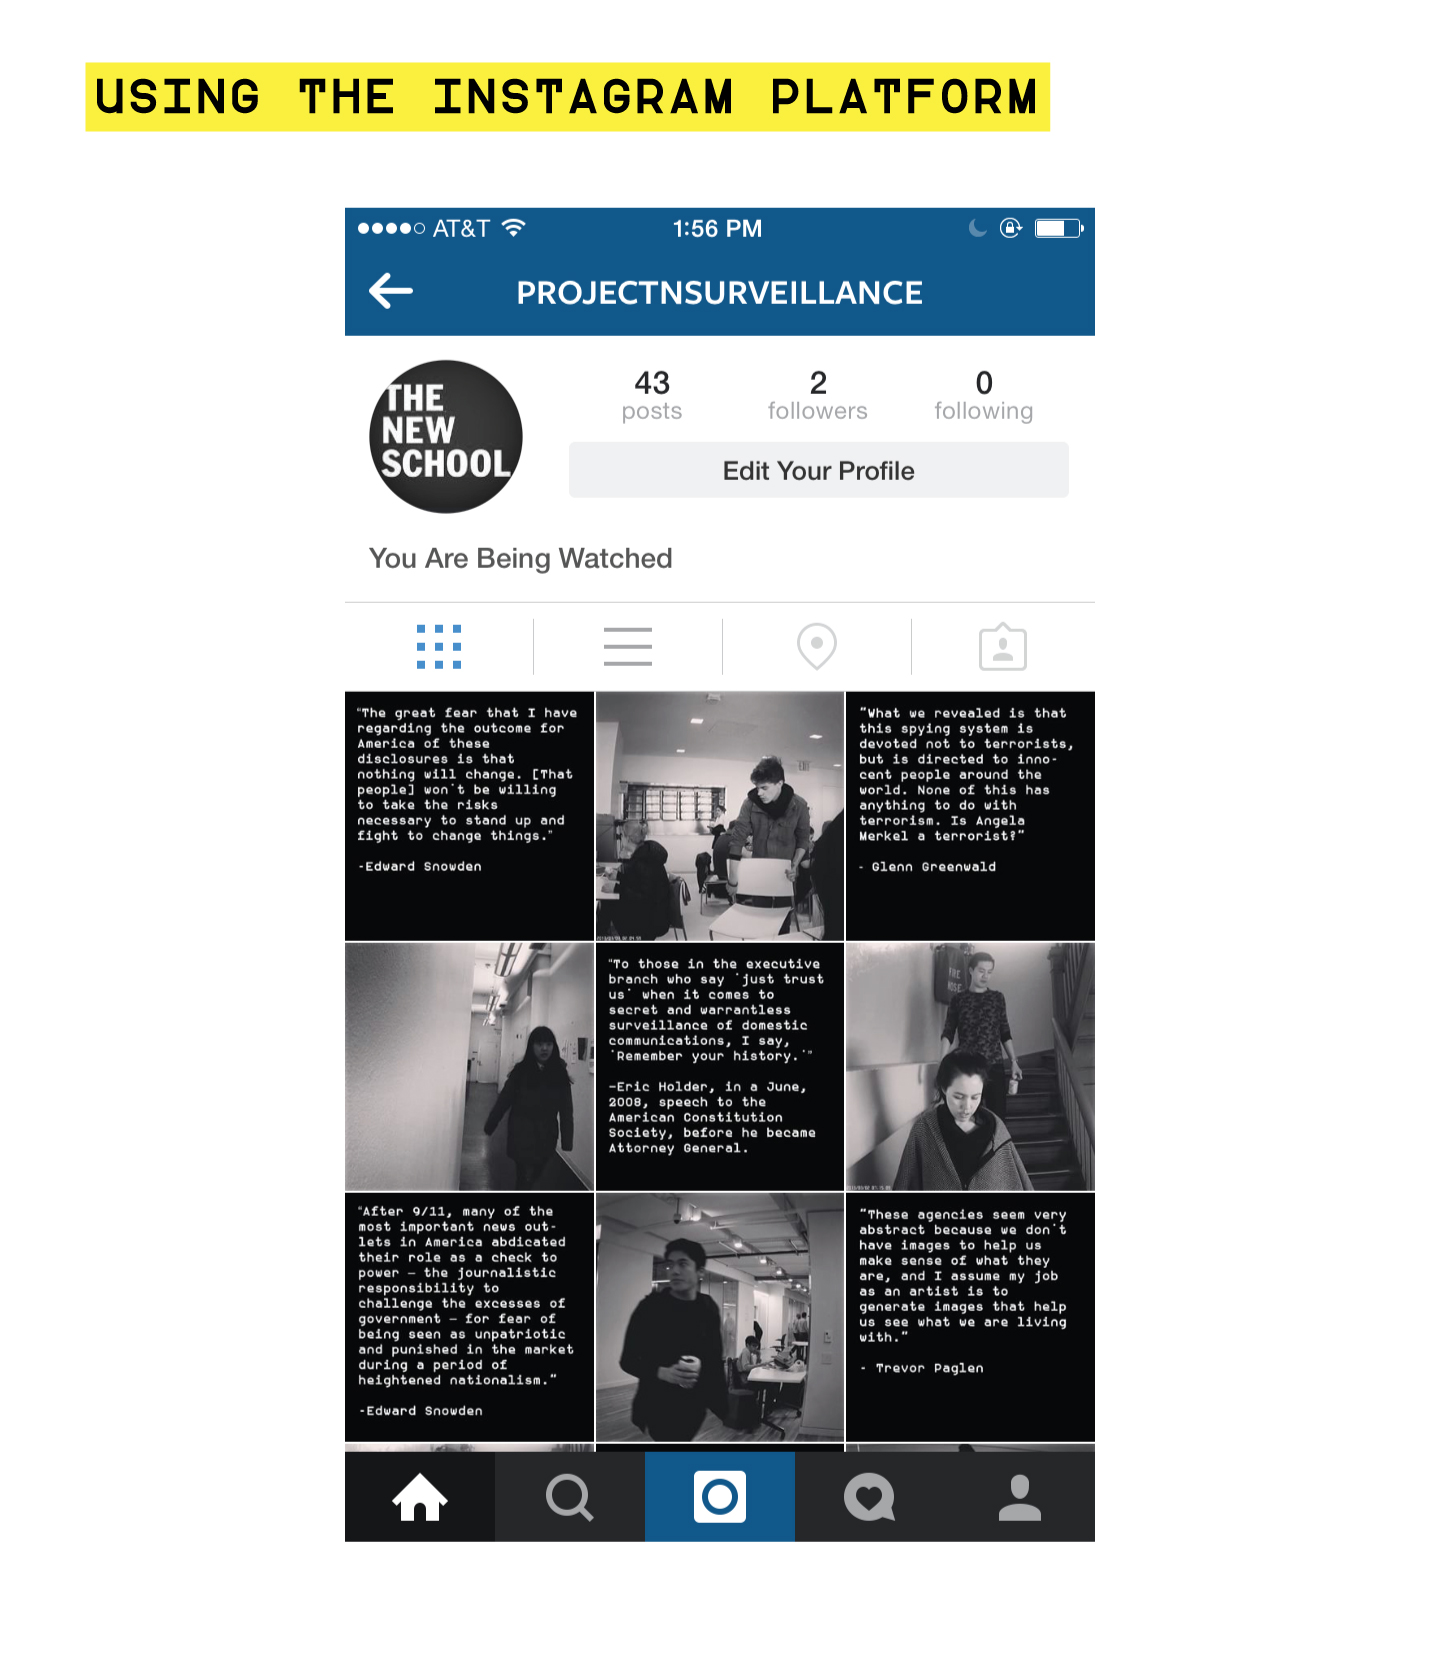 USING THE INSTAGRAM PLATFORM
AT&T
1:56 PM
PROJECTNSURVEILLANCE
THE
NEW
SCHOOL
43
posts
2
followers
0
following
Edit Your Profile
You Are Being Watched
“The great fear that I have
regarding the outcome for
America of these
disclosures is that
nothing will change. [That
people] won't be willing
to take the risks
necessary to stand up and
fight to change things.”
-Edward Snowden
“What we revealed is that
this spying system is
devoted not to terrorists,
but is directed to inno-
cent people around the
world. None of this has
anything to do with
terrorism. Is Angela
Merkel a terrorist?”
- Glenn Greenwald
“To those in the executive
branch who say 'just trust
us' when it comes to
secret and warrantless
surveillance of domestic
communications, I say,
'Remember your history.'”
—Eric Holder, in a June,
2008, speech to the
American Constitution
Society, before he became
Attorney General.
FIRE
HOSE
“After 9/11, many of the
most important news out-
lets in America abdicated
their role as a check to
power — the journalistic
responsibility to
challenge the excesses of
government — for fear of
being seen as unpatriotic
and punished in the market
during a period of
heightened nationalism.”
-Edward Snowden
“These agencies seem very
abstract because we don't
have images to help us
make sense of what they
are, and I assume my job
as an artist is to
generate images that help
us see what we are living
with.”
- Trevor Paglen